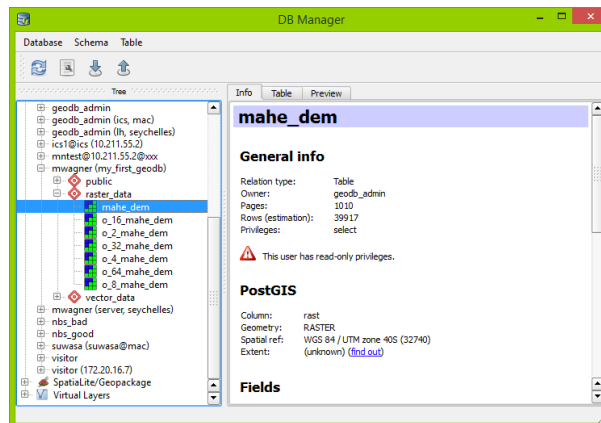 DB Manager
Database Schema Table
Tree
geodb_admin
geodb_admin (ics, mac)
geodb_admin (lh, seychelles)
ics1@ics (10.211.55.2)
mntest@10.211.55.2@xxx
mwagner (my_first_geodb)
public
raster_data
mahe_dem
o_16_mahe_dem
o_2_mahe_dem
o_32_mahe_dem
o_4_mahe_dem
o_64_mahe_dem
o_8_mahe_dem
vector_data
mwagner (server, seychelles)
nbs_bad
nbs_good
suwasa (suwasa@mac)
visitor
visitor (172.20.16.7)
SpatiaLite/Geopackage
Virtual Layers
Info Table Preview
mahe_dem
General info
Relation type: Table
Owner: geodb_admin
Pages: 1010
Rows (estimation): 39917
Privileges: select
This user has read-only privileges.
PostGIS
Column: rast
Geometry: RASTER
Spatial ref: WGS 84 / UTM zone 40S (32740)
Extent: (unknown) (find out)
Fields